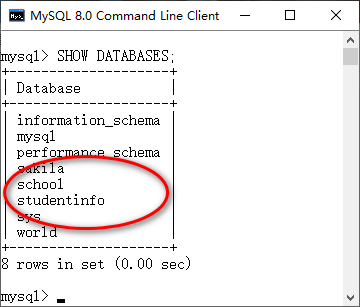 MySQL 8.0 Command Line Client
mysql> SHOW DATABASES;
+--------------------+
| Database           |
+--------------------+
| information_schema |
| mysql              |
| performance_schema |
| sakila             |
| school             |
| studentinfo        |
| sys                |
| world              |
+--------------------+
8 rows in set (0.00 sec)
mysql>